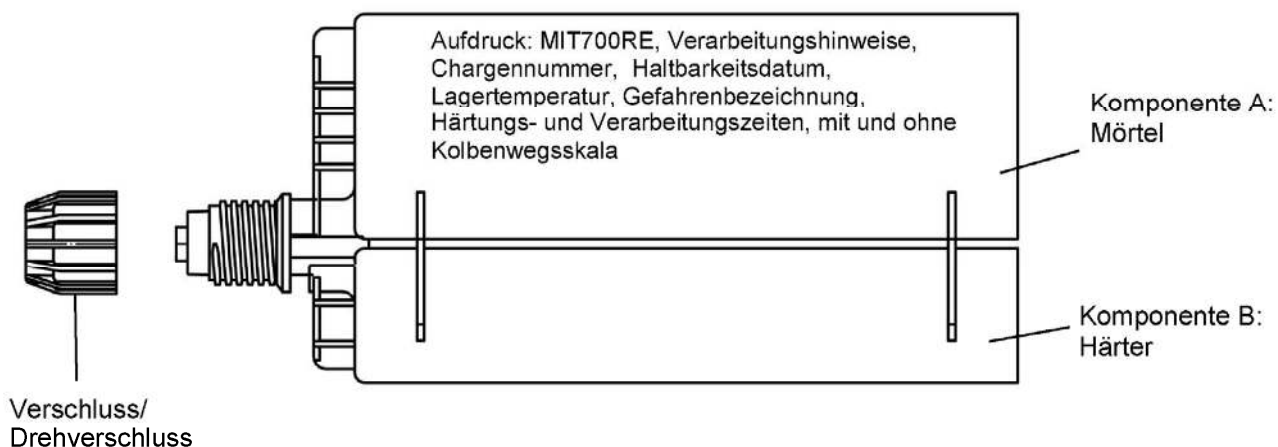 Aufdruck: MIT700RE, Verarbeitungshinweise,
Chargennummer, Haltbarkeitsdatum,
Lagertemperatur, Gefahrenbezeichnung,
Härtungs- und Verarbeitungszeiten, mit und ohne
Kolbenwegsskala
Komponente A:
Mörtel
Komponente B:
Härter
Verschluss/
Drehverschluss